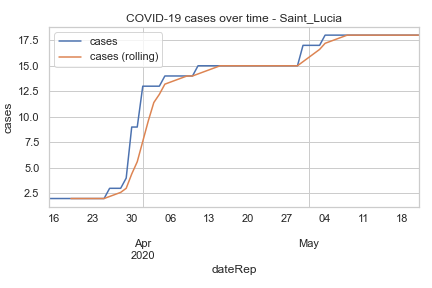 COVID-19 cases over time - Saint_Lucia
cases
cases (rolling)
cases
17.5
15.0
12.5
10.0
7.5
5.0
2.5
16 23 30 06 13 20 27 04 11 18
Apr May
2020
dateRep